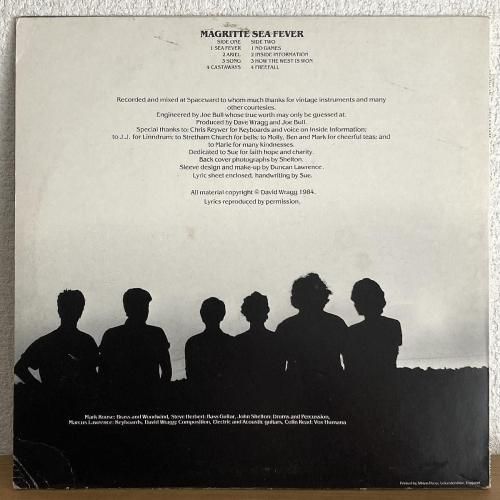 MAGRITTE SEA FEVER
SIDE ONE SIDE TWO
1 SEA FEVER 1 NO GAMES
2 ARIEL 2 INSIDE INFORMATION
3 SONG 3 HOW THE WEST IS WON
4 CASTAWAYS 4 FREEFALL
Recorded and mixed at Spaceward to whom much thanks for vintage instruments and many
other courtesies.
Engineered by Joe Bull whose true worth may only be guessed at.
Produced by Dave Wragg and Joe Bull.
Special thanks to: Chris Keyver for Keyboards and voice on Inside Information;
to J.J. for Linndrum; to Stretham Church for bells; to Molly, Ben and Mark for cheerful teas: and
to Marie for many kindnesses.
Dedicated to Sue for faith hope and charity.
Back cover photographs by Shelton.
Sleeve design and make-up by Duncan Lawrence.
Lyric sheet enclosed, handwriting by Sue.
All material copyright © David Wragg, 1984.
Lyrics reproduced by permission.
Mark Rouse: Brass and Woodwind, Steve Herbert: Bass Guitar, John Shelton: Drums and Percussion,
Marcus Lawrence: Keyboards, David Wragg: Composition, Electric and Acoustic guitars, Colin Read: Vox Humana
Printed by